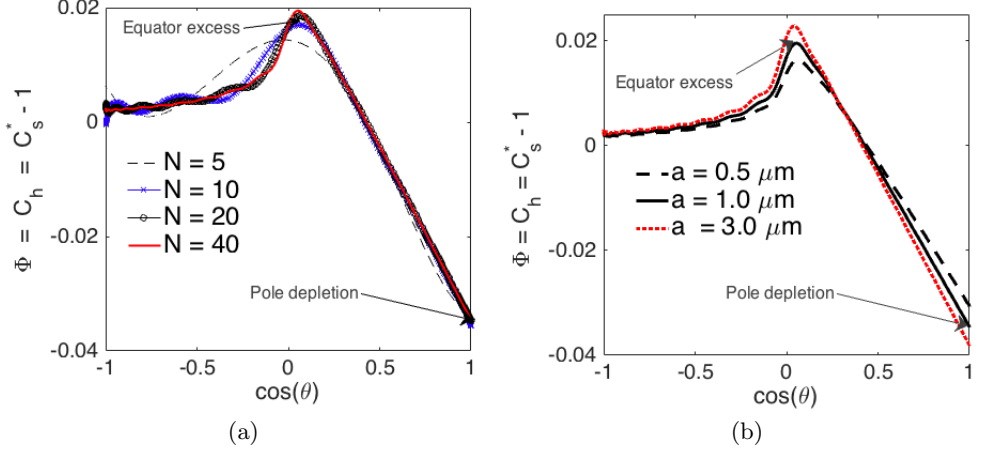 0.02
0
-0.02
-0.04
Φ = C_h = C_s^* - 1
Equator excess
N = 5
N = 10
N = 20
N = 40
Pole depletion
-1
-0.5
0
0.5
1
cos(θ)
(a)
0.02
0
-0.02
-0.04
Φ = C_h = C_s^* - 1
Equator excess
a = 0.5 μm
a = 1.0 μm
a = 3.0 μm
Pole depletion
-1
-0.5
0
0.5
1
cos(θ)
(b)